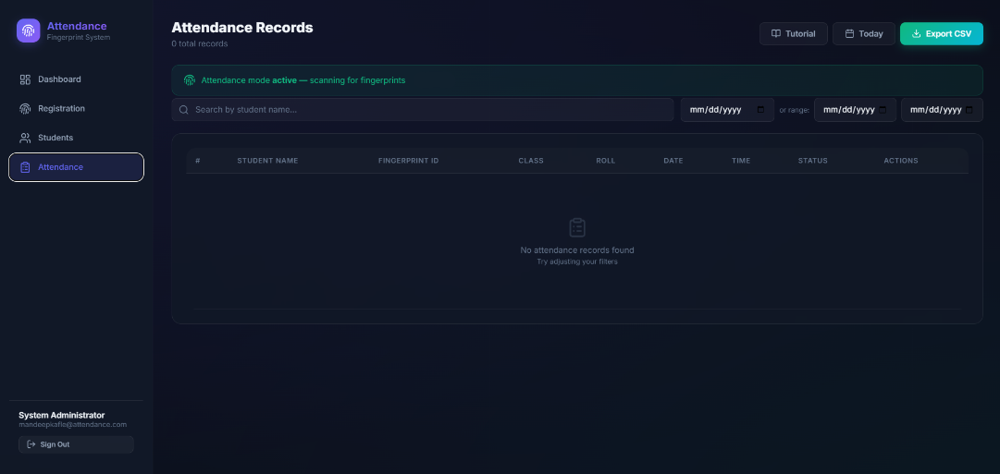 Attendance
Fingerprint System
Dashboard
Registration
Students
Attendance
System Administrator
mandeepkafle@attendance.com
Sign Out
Attendance Records
0 total records
Tutorial
Today
Export CSV
Attendance mode active — scanning for fingerprints
Search by student name...
mm/dd/yyyy
or range:
mm/dd/yyyy
mm/dd/yyyy
# STUDENT NAME FINGERPRINT ID CLASS ROLL DATE TIME STATUS ACTIONS
No attendance records found
Try adjusting your filters